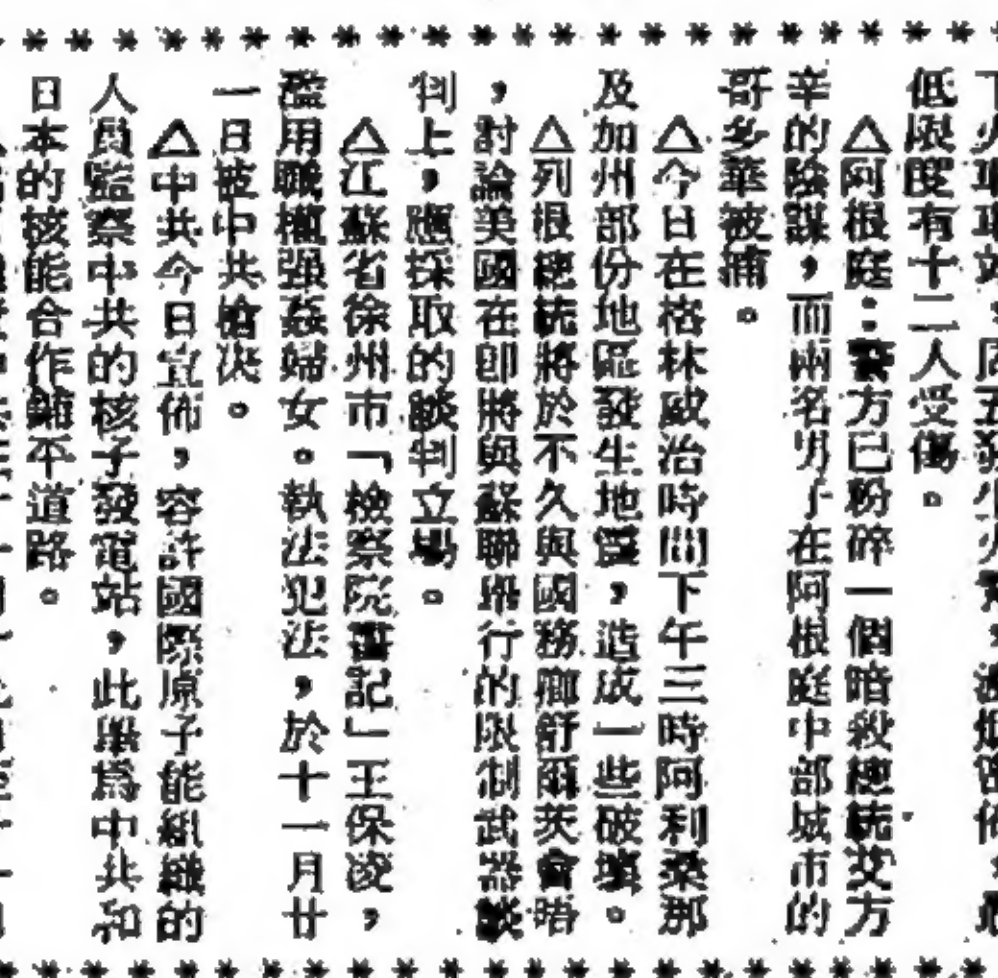 低限度有十二人受傷。
△阿根庭：警方已粉碎一個暗殺總統艾方
辛的陰謀，而兩名男子在阿根庭中部城市的
哥多華被捕。
△今日在格林威治時間下午三時阿利桑那
及加州部份地區發生地震，造成一些破壞。
△列根總統將於不久與國務卿舒爾茨會晤
，討論美國在即將與蘇聯舉行的限制武器談
判上，應採取的談判立場。
△江蘇省徐州市「檢察院書記」王保凌，
濫用職權强姦婦女。執法犯法，於十一月廿
一日被中共槍決。
△中共今日宣佈，容許國際原子能組織的
人員監察中共的核子發電站，此舉為中共和
日本的核能合作鋪平道路。